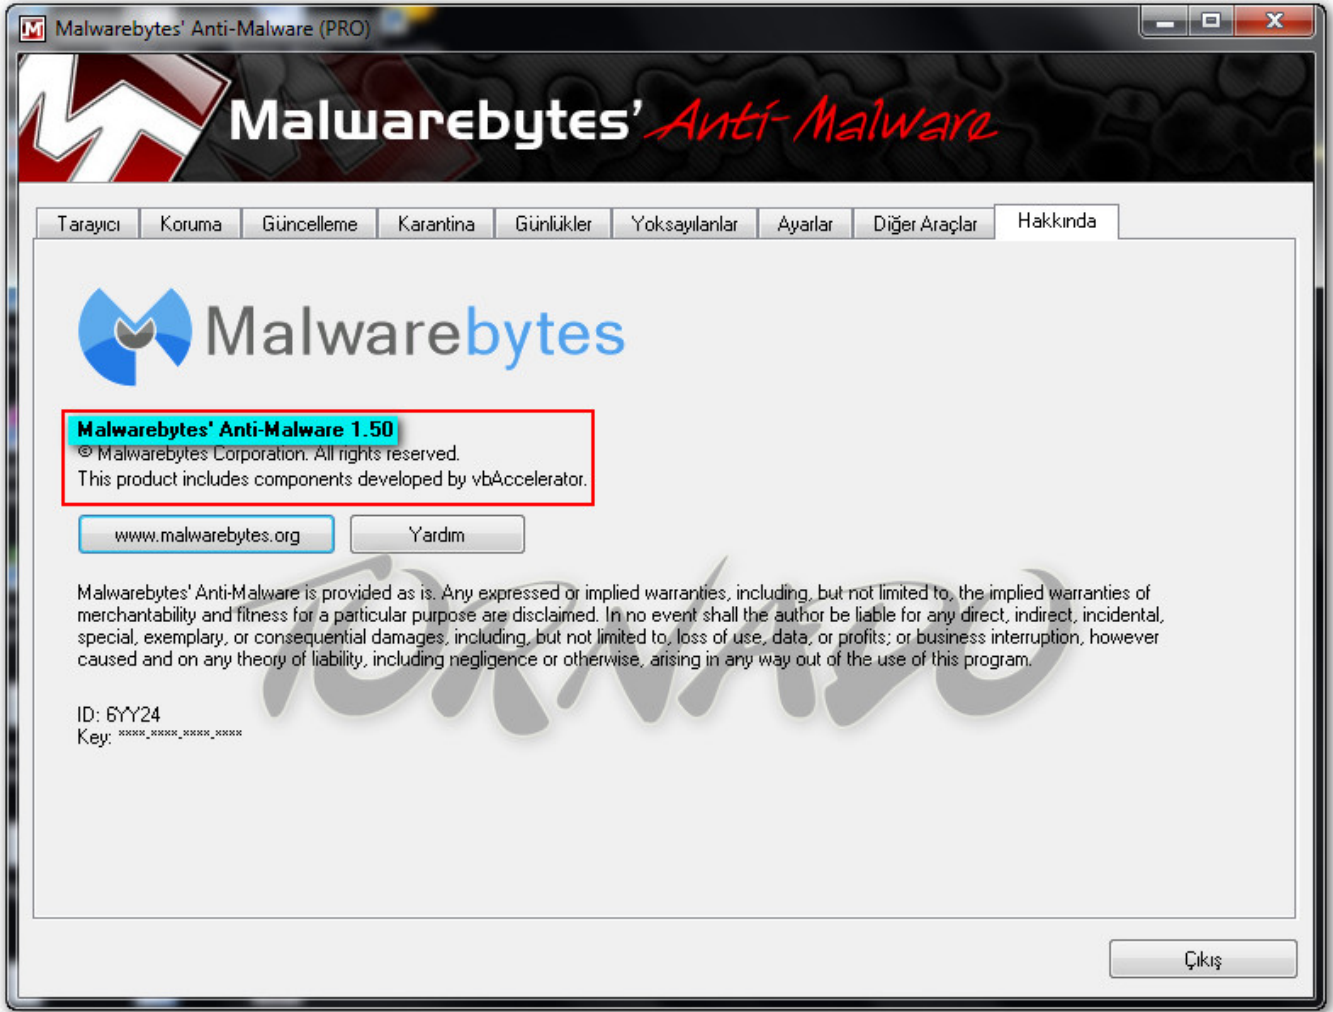 Malwarebytes' Anti-Malware (PRO)
Malwarebytes' Anti-Malware
Tarayıcı Koruma Güncelleme Karantina Günlükler Yoksayılanlar Ayarlar Diğer Araçlar Hakkında
Malwarebytes
Malwarebytes' Anti-Malware 1.50
© Malwarebytes Corporation. All rights reserved.
This product includes components developed by vbAccelerator.
www.malwarebytes.org Yardım
TORNADO
Malwarebytes' Anti-Malware is provided as is. Any expressed or implied warranties, including, but not limited to, the implied warranties of
merchantability and fitness for a particular purpose are disclaimed. In no event shall the author be liable for any direct, indirect, incidental,
special, exemplary, or consequential damages, including, but not limited to, loss of use, data, or profits; or business interruption, however
caused and on any theory of liability, including negligence or otherwise, arising in any way out of the use of this program.
ID: 6YY24
Key: ****-****-****-****
Çıkış